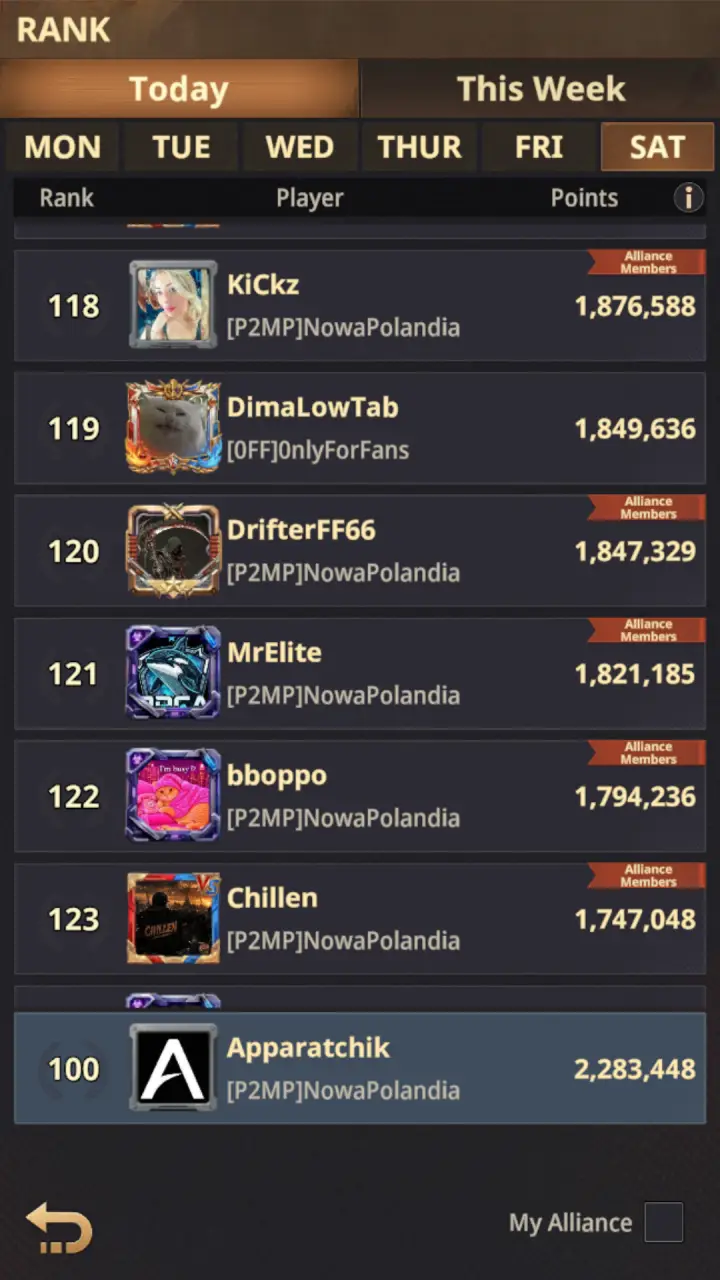 RANK
Today
This Week
MON TUE WED THUR FRI SAT
Rank Player Points
Alliance Members
118 KiCkz 1,876,588
[P2MP]NowaPolandia
119 DimaLowTab 1,849,636
[0FF]0nlyForFans
Alliance Members
120 DrifterFF66 1,847,329
[P2MP]NowaPolandia
Alliance Members
121 MrElite 1,821,185
[P2MP]NowaPolandia
Alliance Members
I'm busy
122 bboppo 1,794,236
[P2MP]NowaPolandia
Alliance Members
VS
CHILLEN
123 Chillen 1,747,048
[P2MP]NowaPolandia
100 Apparatchik 2,283,448
[P2MP]NowaPolandia
My Alliance